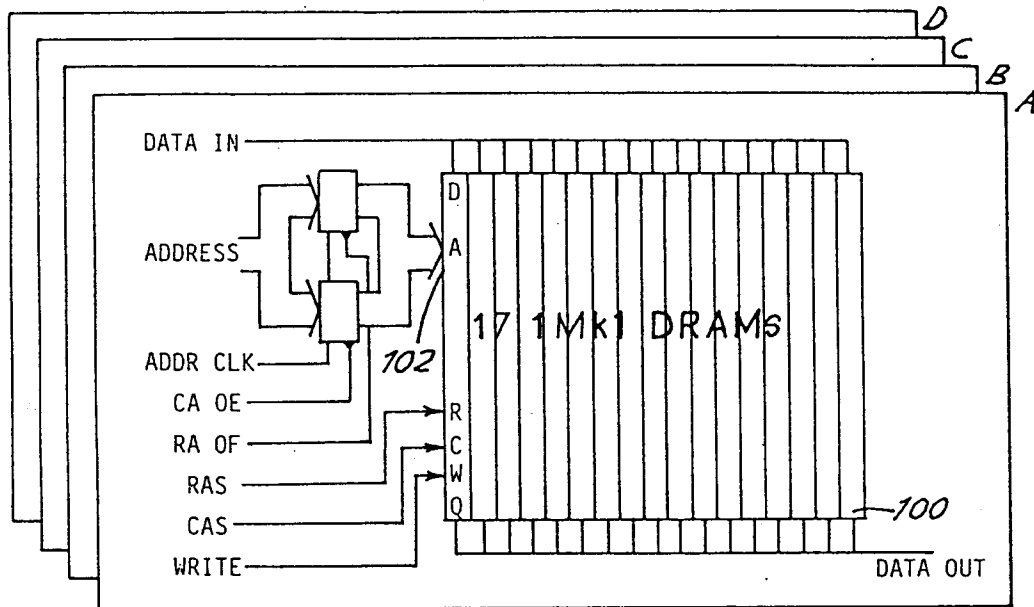 D
C
B
A
DATA IN
D
ADDRESS
A
17 1Mk1 DRAMs
ADDR CLK
102
CA OE
RA OF
R
RAS
C
W
CAS
Q
100
WRITE
DATA OUT